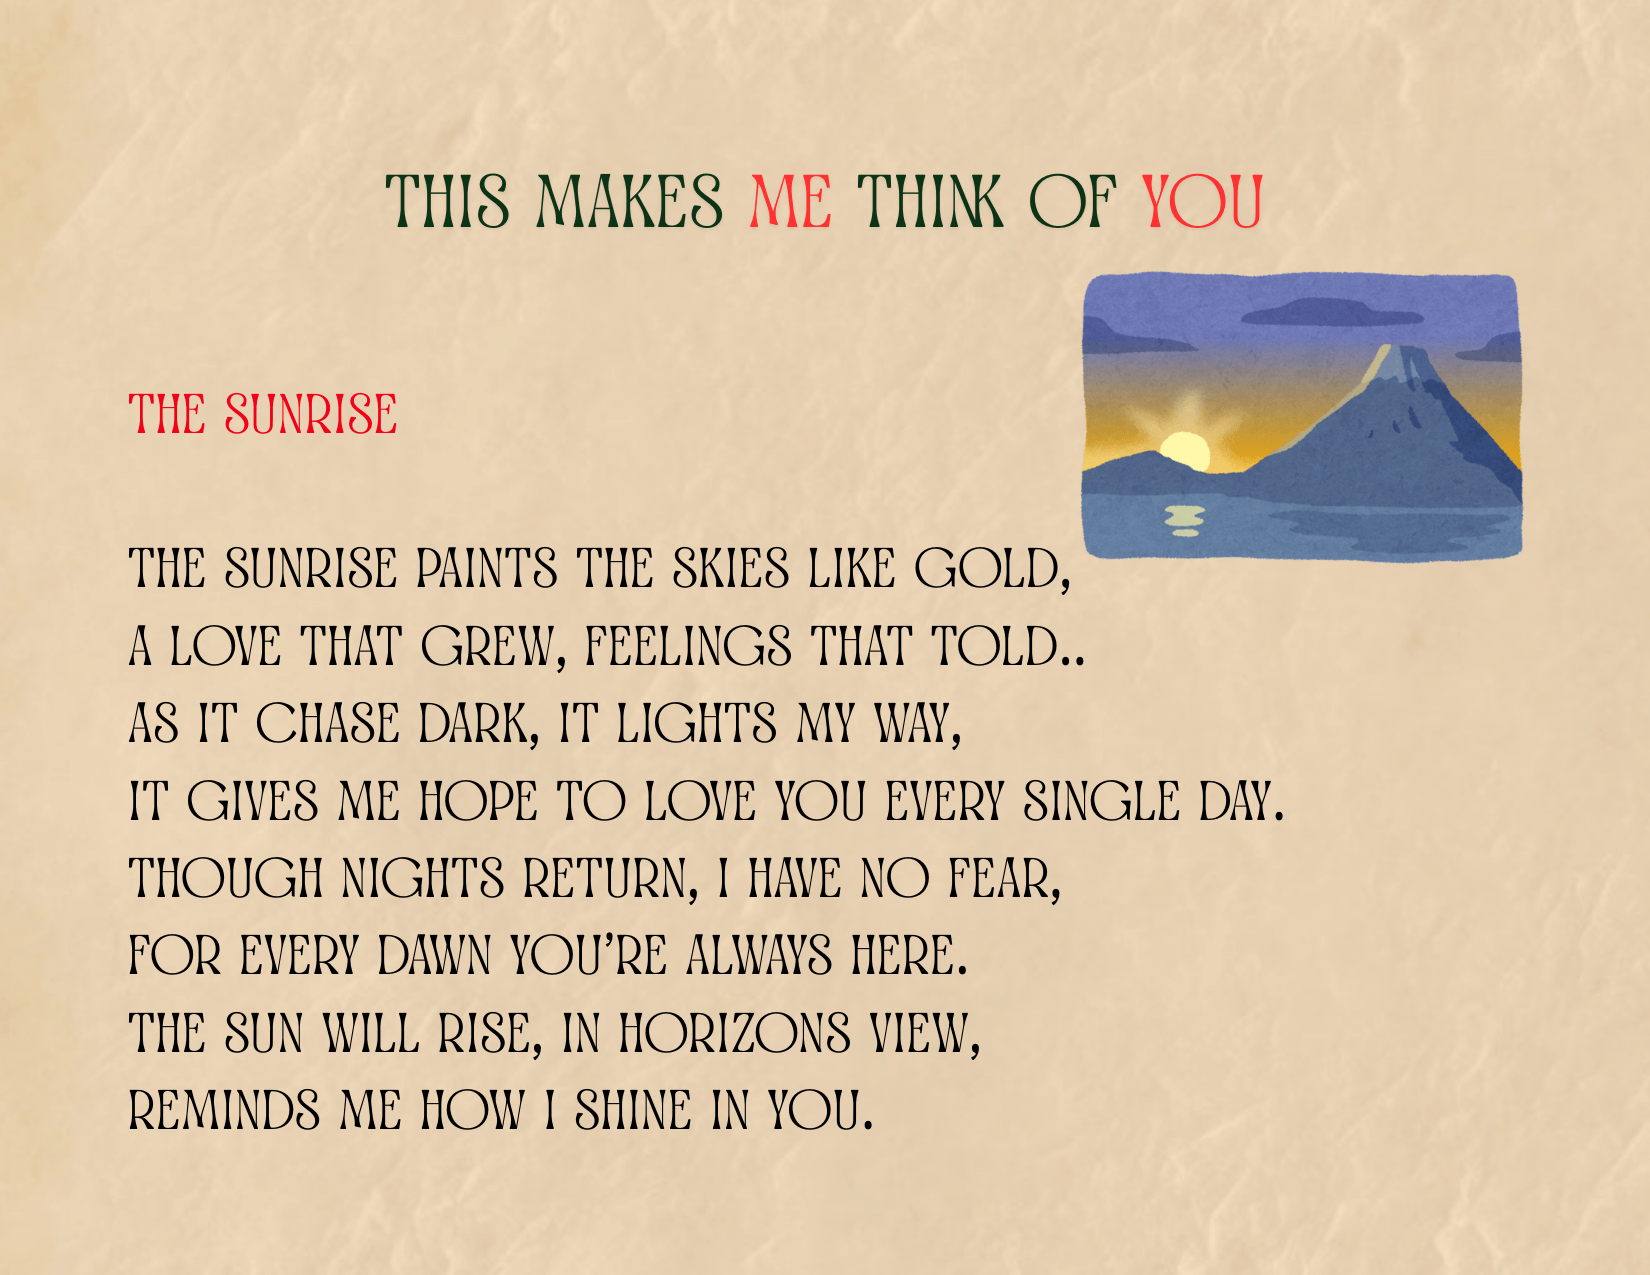 THIS MAKES ME THINK OF YOU
THE SUNRISE
THE SUNRISE PAINTS THE SKIES LIKE GOLD,
A LOVE THAT GREW, FEELINGS THAT TOLD..
AS IT CHASE DARK, IT LIGHTS MY WAY,
IT GIVES ME HOPE TO LOVE YOU EVERY SINGLE DAY.
THOUGH NIGHTS RETURN, I HAVE NO FEAR,
FOR EVERY DAWN YOU’RE ALWAYS HERE.
THE SUN WILL RISE, IN HORIZONS VIEW,
REMINDS ME HOW I SHINE IN YOU.